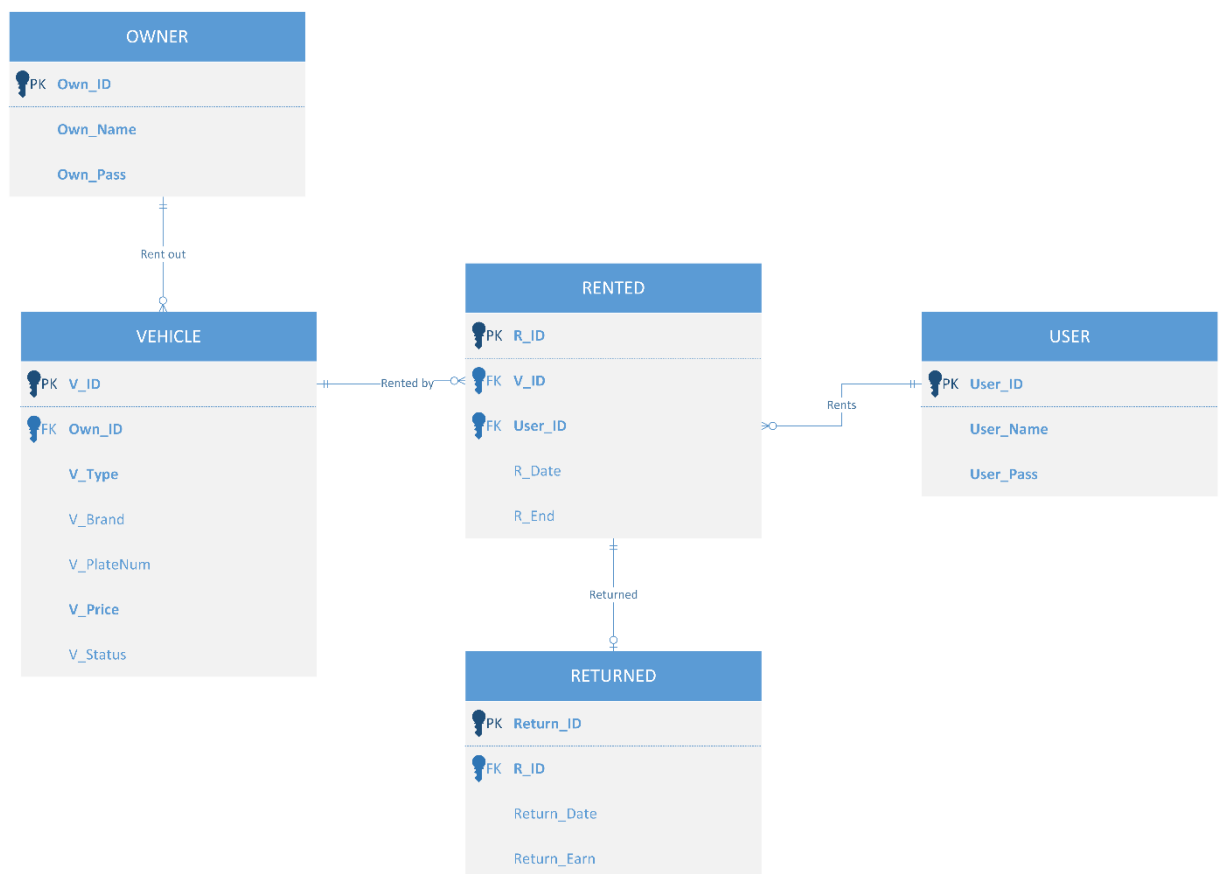 OWNER
PK Own_ID
Own_Name
Own_Pass
Rent out
VEHICLE
PK V_ID
FK Own_ID
V_Type
V_Brand
V_PlateNum
V_Price
V_Status
Rented by
RENTED
PK R_ID
FK V_ID
FK User_ID
R_Date
R_End
Rents
USER
PK User_ID
User_Name
User_Pass
Returned
RETURNED
PK Return_ID
FK R_ID
Return_Date
Return_Earn